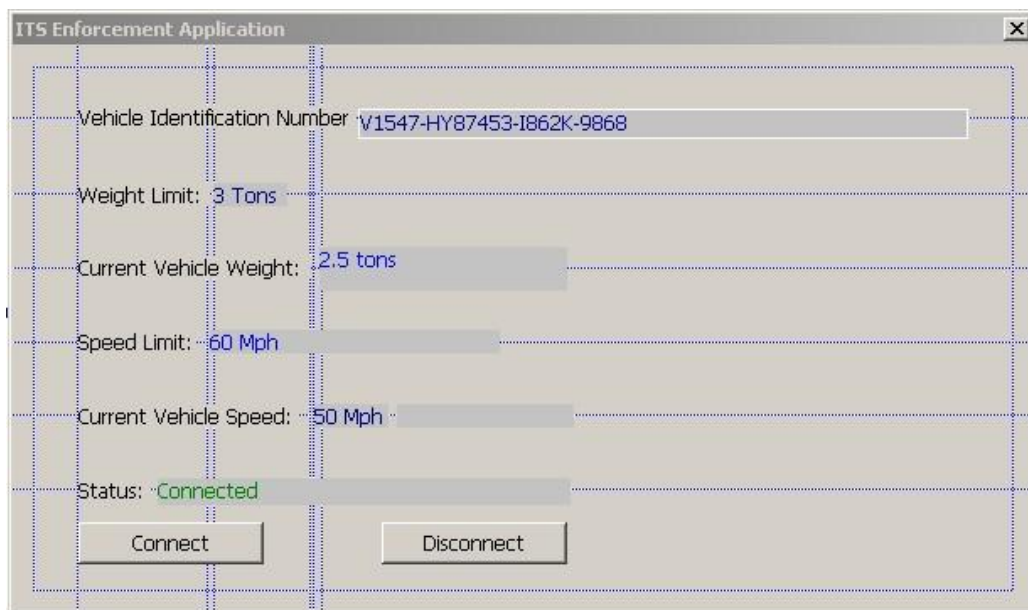 ITS Enforcement Application
Vehicle Identification Number V1547-HY87453-I862K-9868
Weight Limit: 3 Tons
Current Vehicle Weight: 2.5 tons
Speed Limit: 60 Mph
Current Vehicle Speed: 50 Mph
Status: Connected
Connect Disconnect